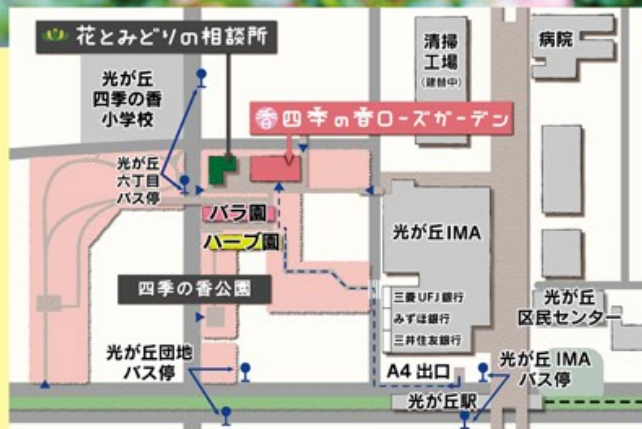 花とみどりの相談所
清掃
工場
(建替中)
病院
光が丘
四季の香
小学校
香 四季の香ローズガーデン
光が丘
六丁目
バス停
バラ園
ハーブ園
光が丘IMA
四季の香公園
三菱UFJ銀行
みずほ銀行
三井住友銀行
光が丘
区民センター
光が丘団地
バス停
A4出口
光が丘IMA
バス停
光が丘駅